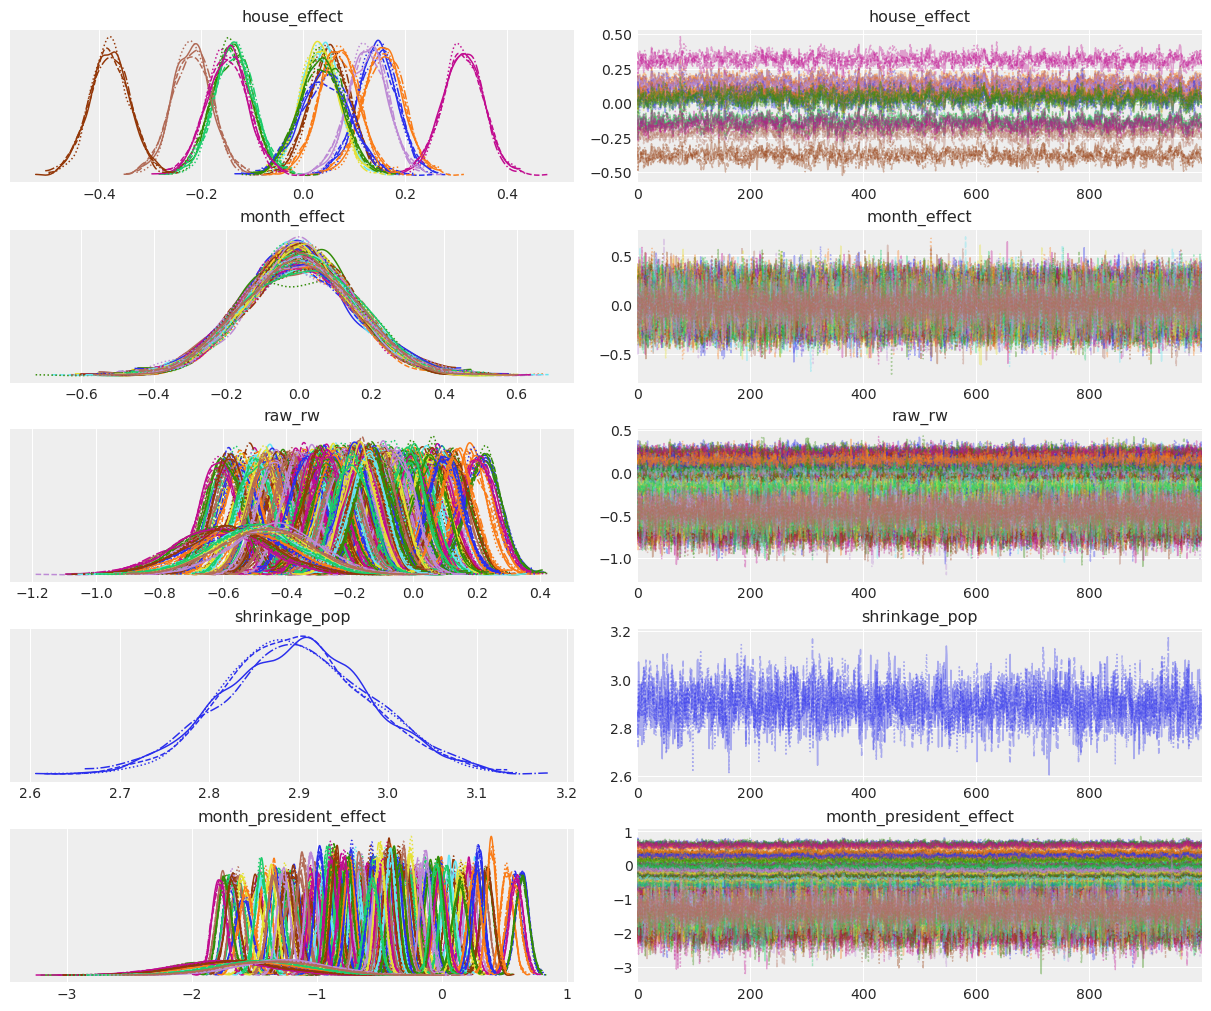 house_effect house_effect
−0.4 −0.2 0.0 0.2 0.4
0.50
0.25
0.00
−0.25
−0.50
0 200 400 600 800
month_effect month_effect
−0.6 −0.4 −0.2 0.0 0.2 0.4 0.6
0.5
0.0
−0.5
0 200 400 600 800
raw_rw raw_rw
−1.2 −1.0 −0.8 −0.6 −0.4 −0.2 0.0 0.2 0.4
0.5
0.0
−0.5
−1.0
0 200 400 600 800
shrinkage_pop shrinkage_pop
2.6 2.7 2.8 2.9 3.0 3.1 3.2
3.2
3.0
2.8
2.6
0 200 400 600 800
month_president_effect month_president_effect
−3 −2 −1 0 1
1
0
−1
−2
−3
0 200 400 600 800